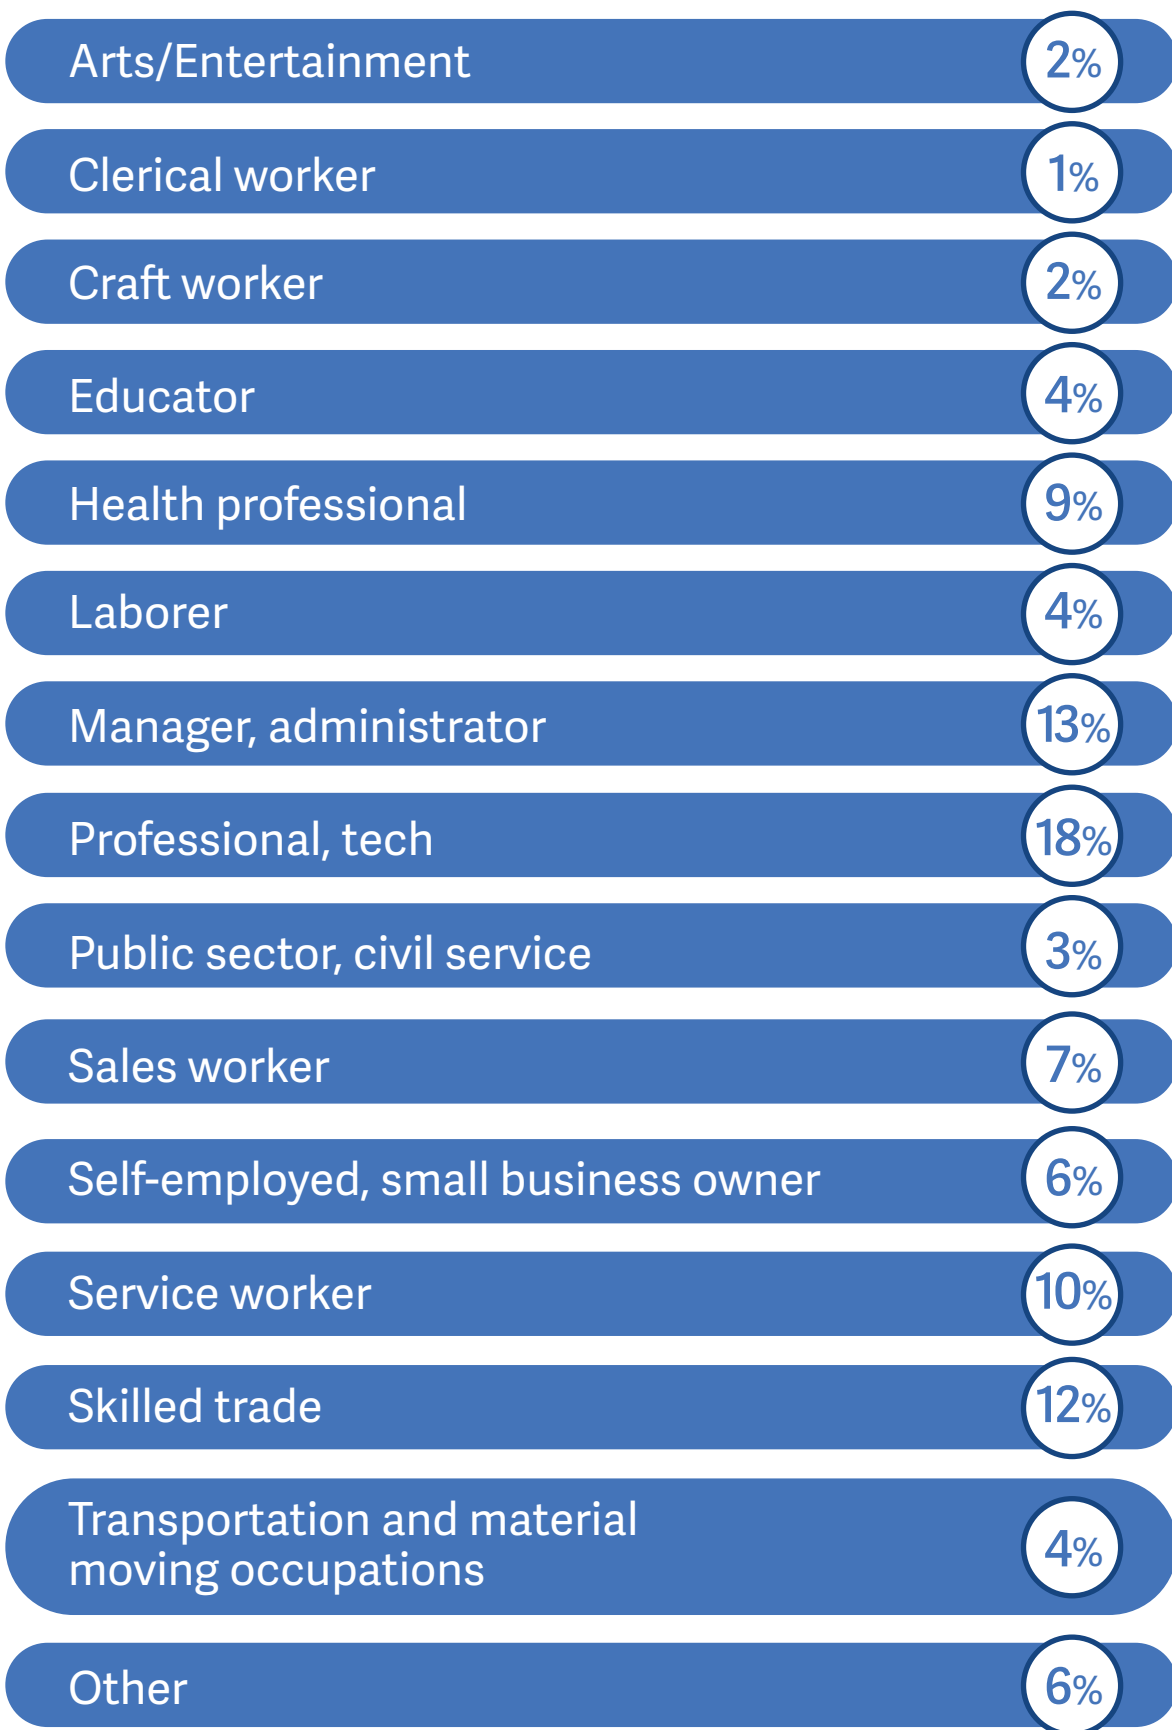 Arts/Entertainment 2%
Clerical worker 1%
Craft worker 2%
Educator 4%
Health professional 9%
Laborer 4%
Manager, administrator 13%
Professional, tech 18%
Public sector, civil service 3%
Sales worker 7%
Self-employed, small business owner 6%
Service worker 10%
Skilled trade 12%
Transportation and material
moving occupations 4%
Other 6%